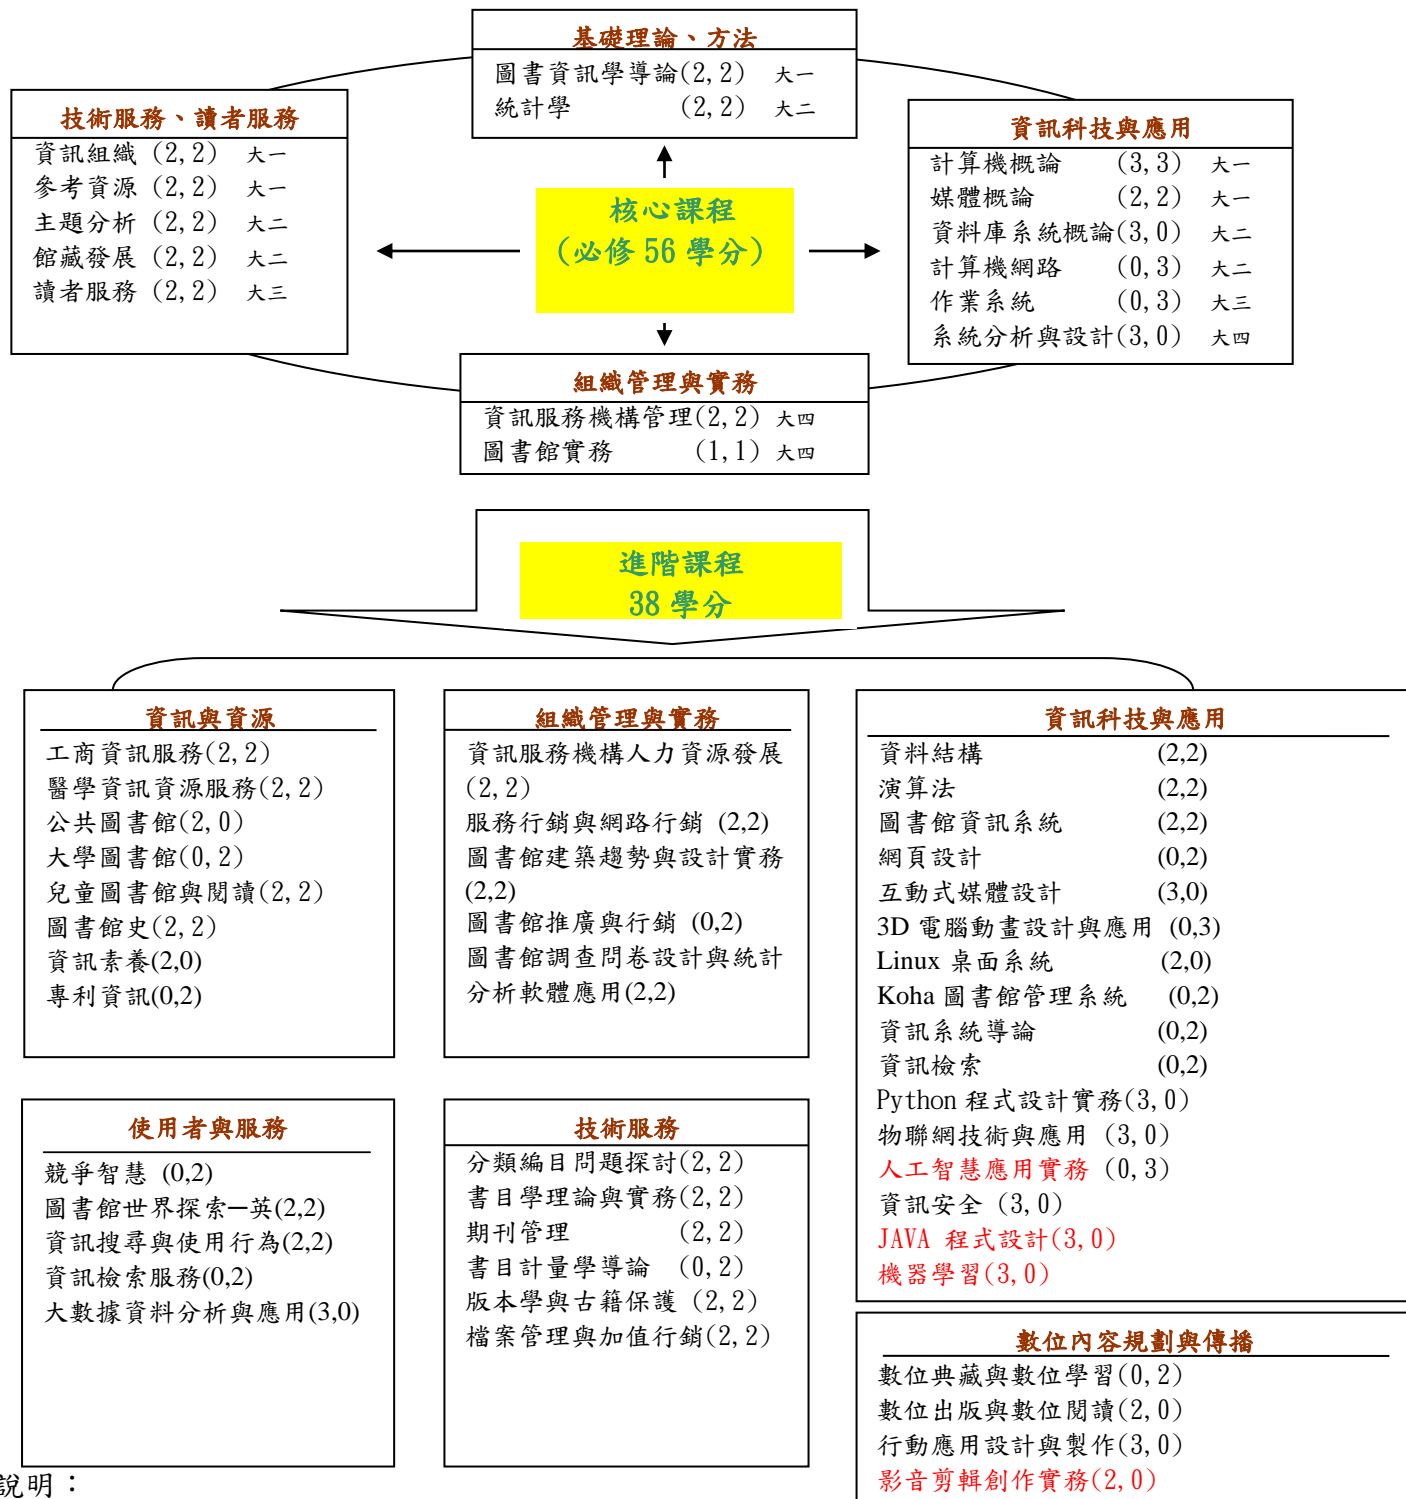 基礎理論、方法
圖書資訊學導論(2,2) 大一
統計學 (2,2) 大二
技術服務、讀者服務
資訊組織 (2,2) 大一
參考資源 (2,2) 大一
主題分析 (2,2) 大二
館藏發展 (2,2) 大二
讀者服務 (2,2) 大三
核心課程
(必修 56 學分)
資訊科技與應用
計算機概論 (3,3) 大一
媒體概論 (2,2) 大一
資料庫系統概論(3,0) 大二
計算機網路 (0,3) 大二
作業系統 (0,3) 大三
系統分析與設計(3,0) 大四
組織管理與實務
資訊服務機構管理(2,2) 大四
圖書館實務 (1,1) 大四
進階課程
38 學分
資訊與資源
工商資訊服務(2,2)
醫學資訊資源服務(2,2)
公共圖書館(2,0)
大學圖書館(0,2)
兒童圖書館與閱讀(2,2)
圖書館史(2,2)
資訊素養(2,0)
專利資訊(0,2)
組織管理與實務
資訊服務機構人力資源發展
(2,2)
服務行銷與網路行銷 (2,2)
圖書館建築趨勢與設計實務
(2,2)
圖書館推廣與行銷 (0,2)
圖書館調查問卷設計與統計
分析軟體應用(2,2)
資訊科技與應用
資料結構 (2,2)
演算法 (2,2)
圖書館資訊系統 (2,2)
網頁設計 (0,2)
互動式媒體設計 (3,0)
3D 電腦動畫設計與應用 (0,3)
Linux 桌面系統 (2,0)
Koha 圖書館管理系統 (0,2)
資訊系統導論 (0,2)
資訊檢索 (0,2)
Python 程式設計實務(3,0)
物聯網技術與應用 (3,0)
人工智慧應用實務 (0,3)
資訊安全 (3,0)
JAVA 程式設計(3,0)
機器學習(3,0)
使用者與服務
競爭智慧 (0,2)
圖書館世界探索─英(2,2)
資訊搜尋與使用行為(2,2)
資訊檢索服務(0,2)
大數據資料分析與應用(3,0)
技術服務
分類編目問題探討(2,2)
書目學理論與實務(2,2)
期刊管理 (2,2)
書目計量學導論 (0,2)
版本學與古籍保護 (2,2)
檔案管理與加值行銷(2,2)
數位內容規劃與傳播
數位典藏與數位學習(0,2)
數位出版與數位閱讀(2,0)
行動應用設計與製作(3,0)
影音剪輯創作實務(2,0)
說明：